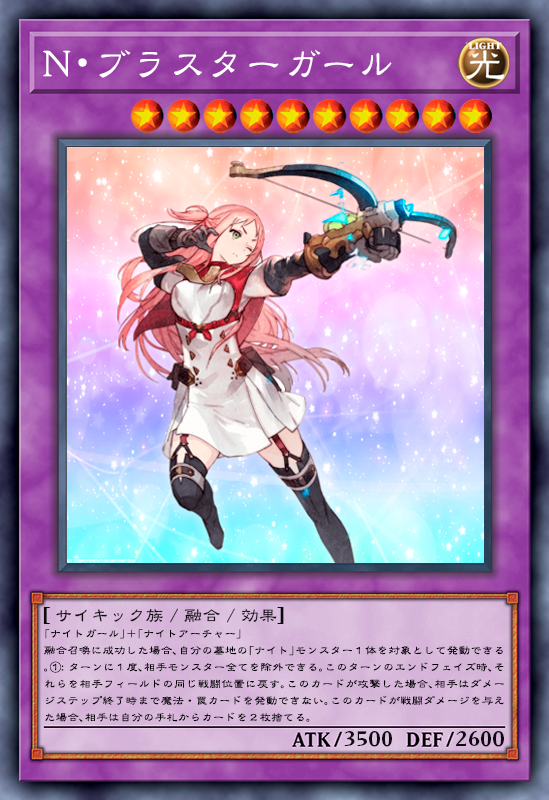 N・ブラスターガール
LIGHT
光
[サイキック族/融合/効果]
「ナイトガール」+「ナイトアーチャー」
融合召喚に成功した場合、自分の墓地の「ナイト」モンスター1体を対象として発動できる
。①: ターンに1度、相手モンスター全てを除外できる。このターンのエンドフェイズ時、そ
れらを相手フィールドの同じ戦闘位置に戻す。このカードが攻撃した場合、相手はダメー
ジステップ終了時まで魔法・罠カードを発動できない。このカードが戦闘ダメージを与え
た場合、相手は自分の手札からカードを2枚捨てる。
ATK/3500 DEF/2600